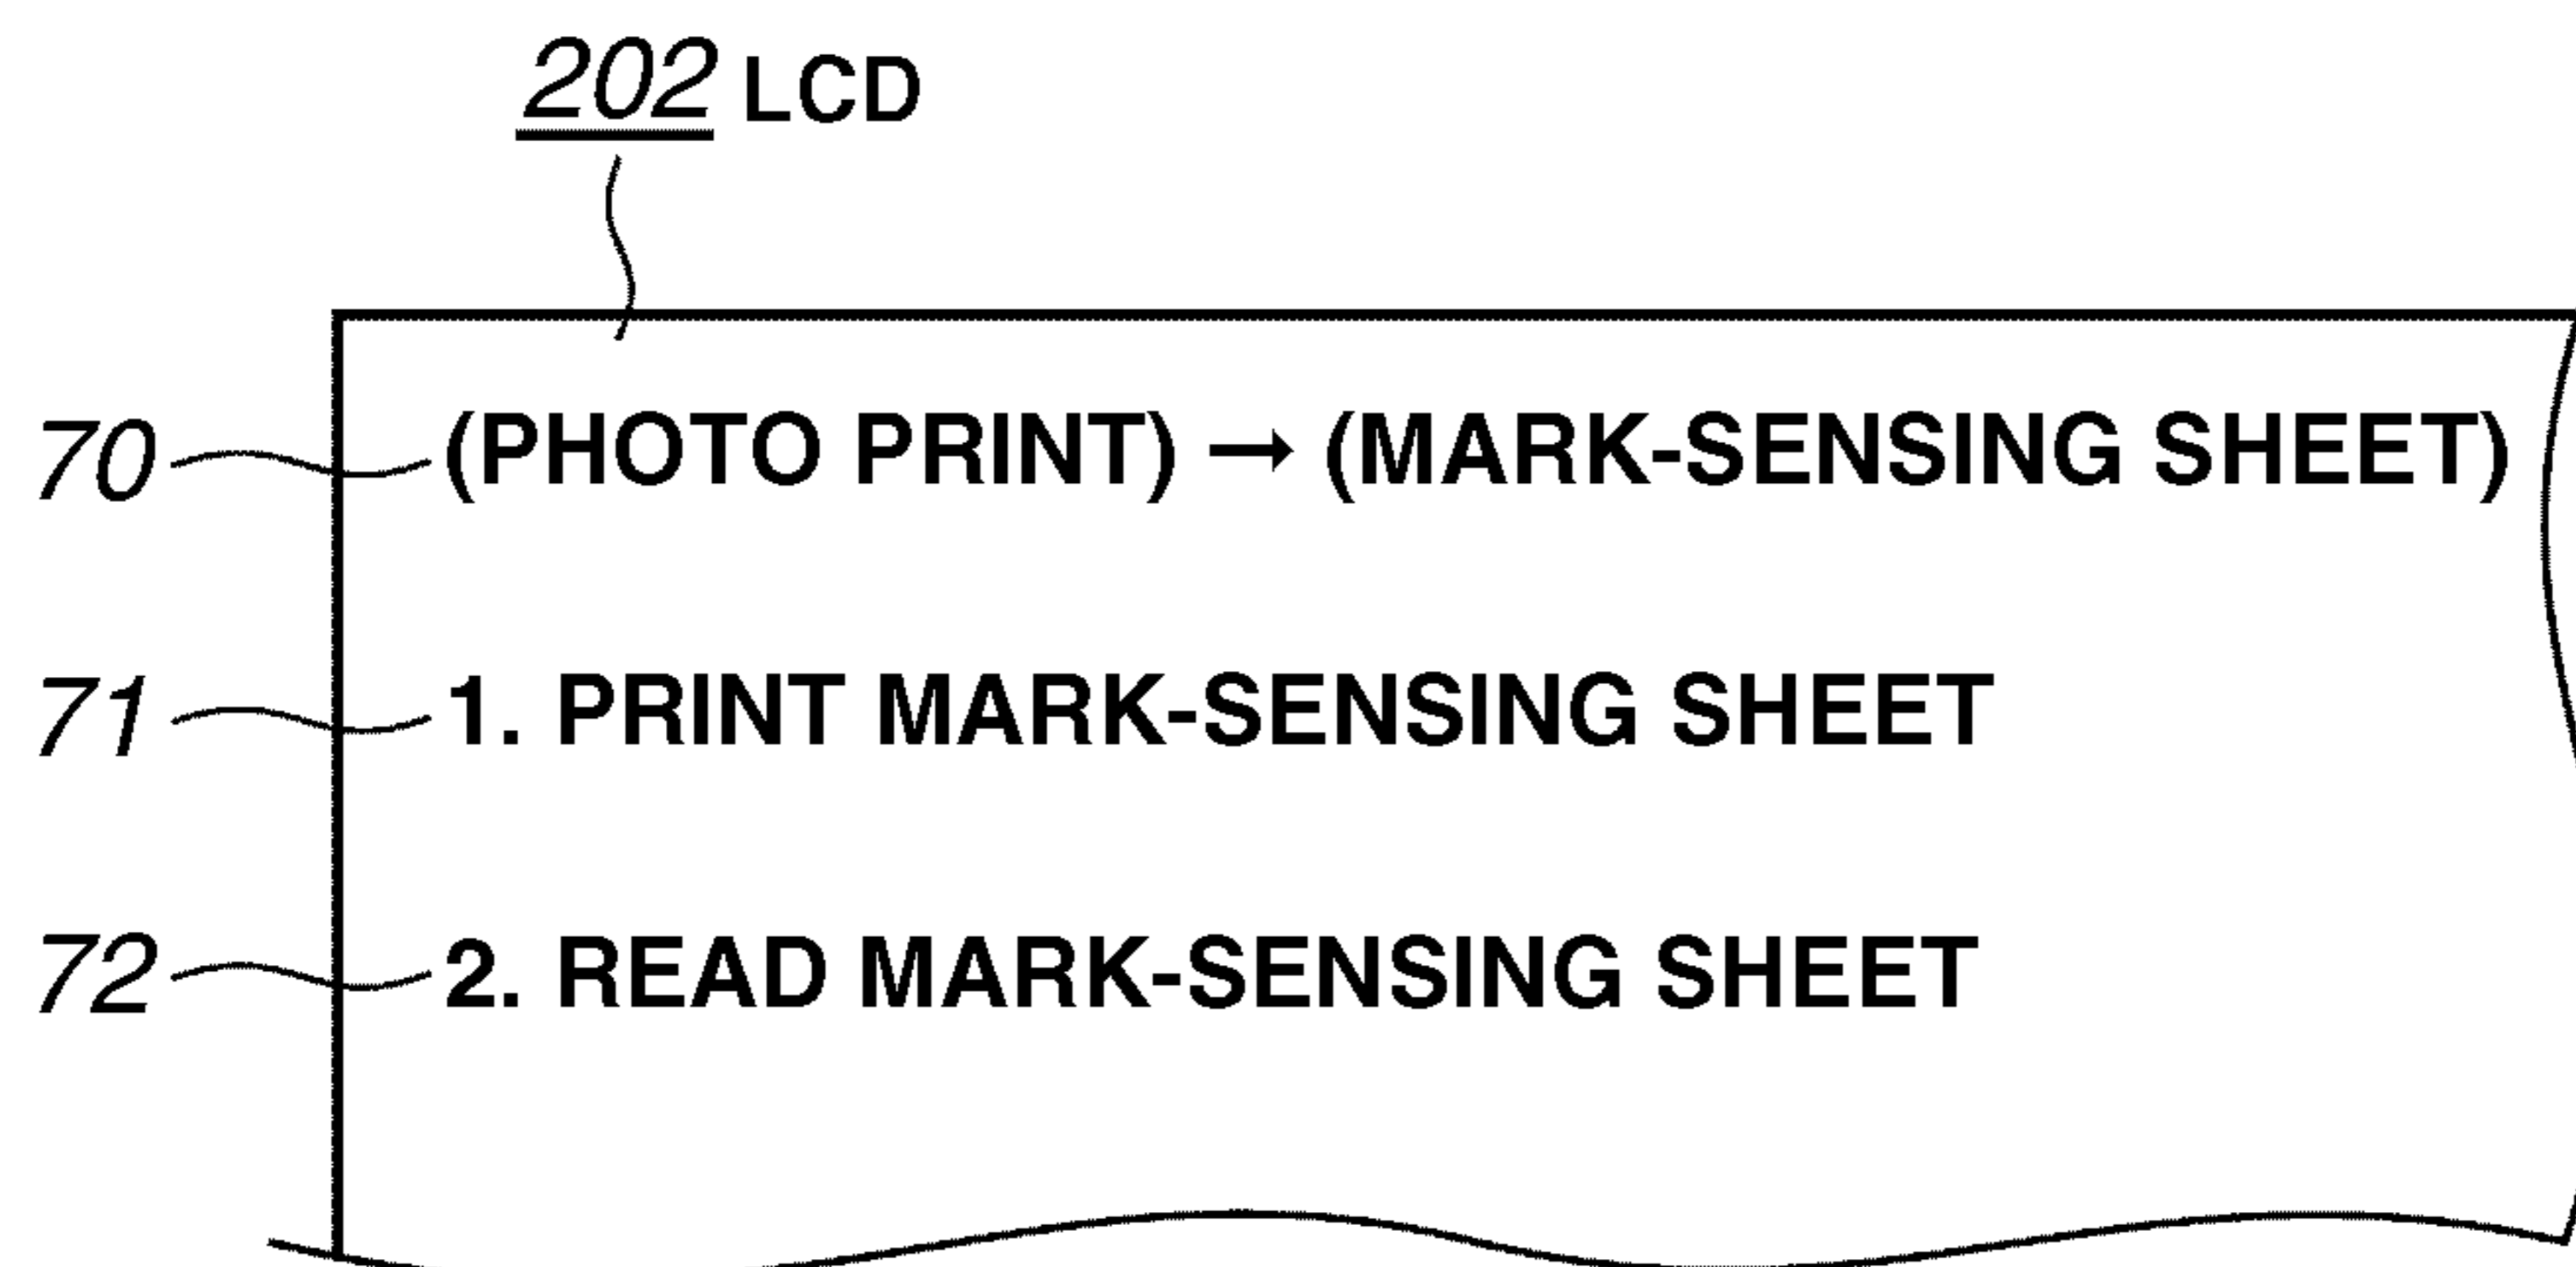 202 LCD
70 (PHOTO PRINT) → (MARK-SENSING SHEET)
71 1. PRINT MARK-SENSING SHEET
72 2. READ MARK-SENSING SHEET